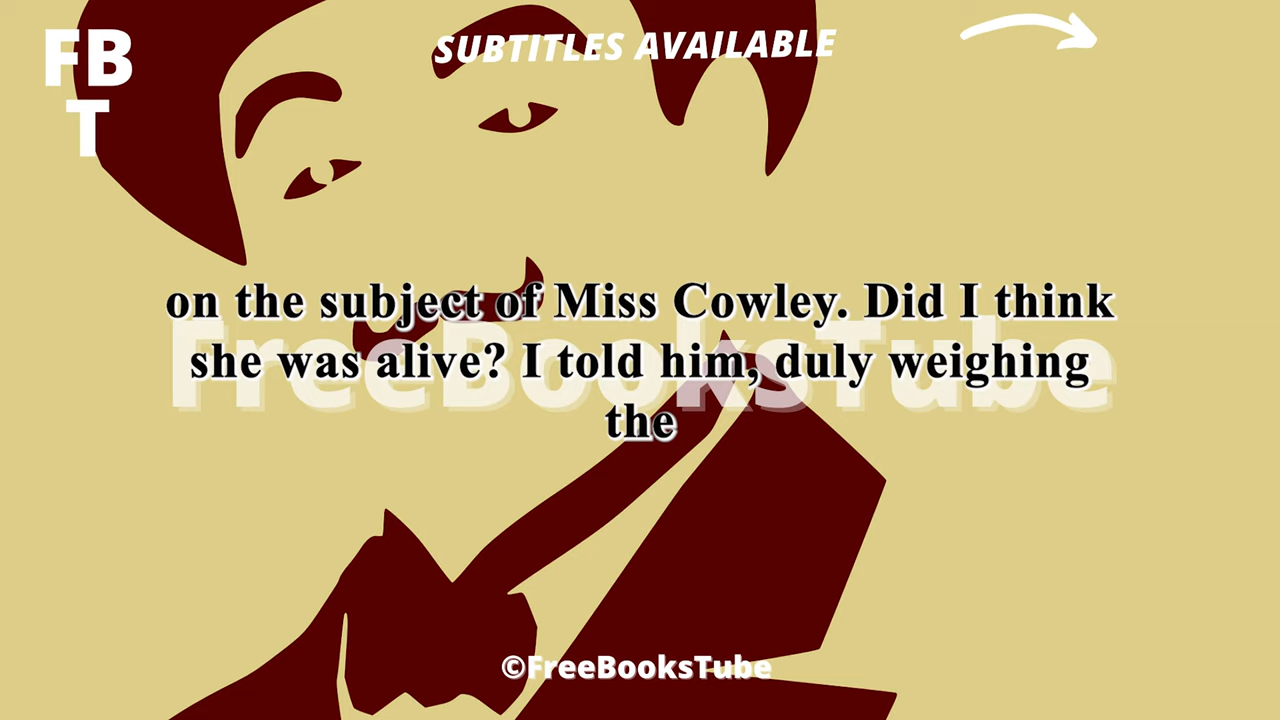 FB
T
SUBTITLES AVAILABLE
on the subject of Miss Cowley. Did I think
she was alive? I told him, duly weighing
the
FreeBooksTube
©FreeBooksTube